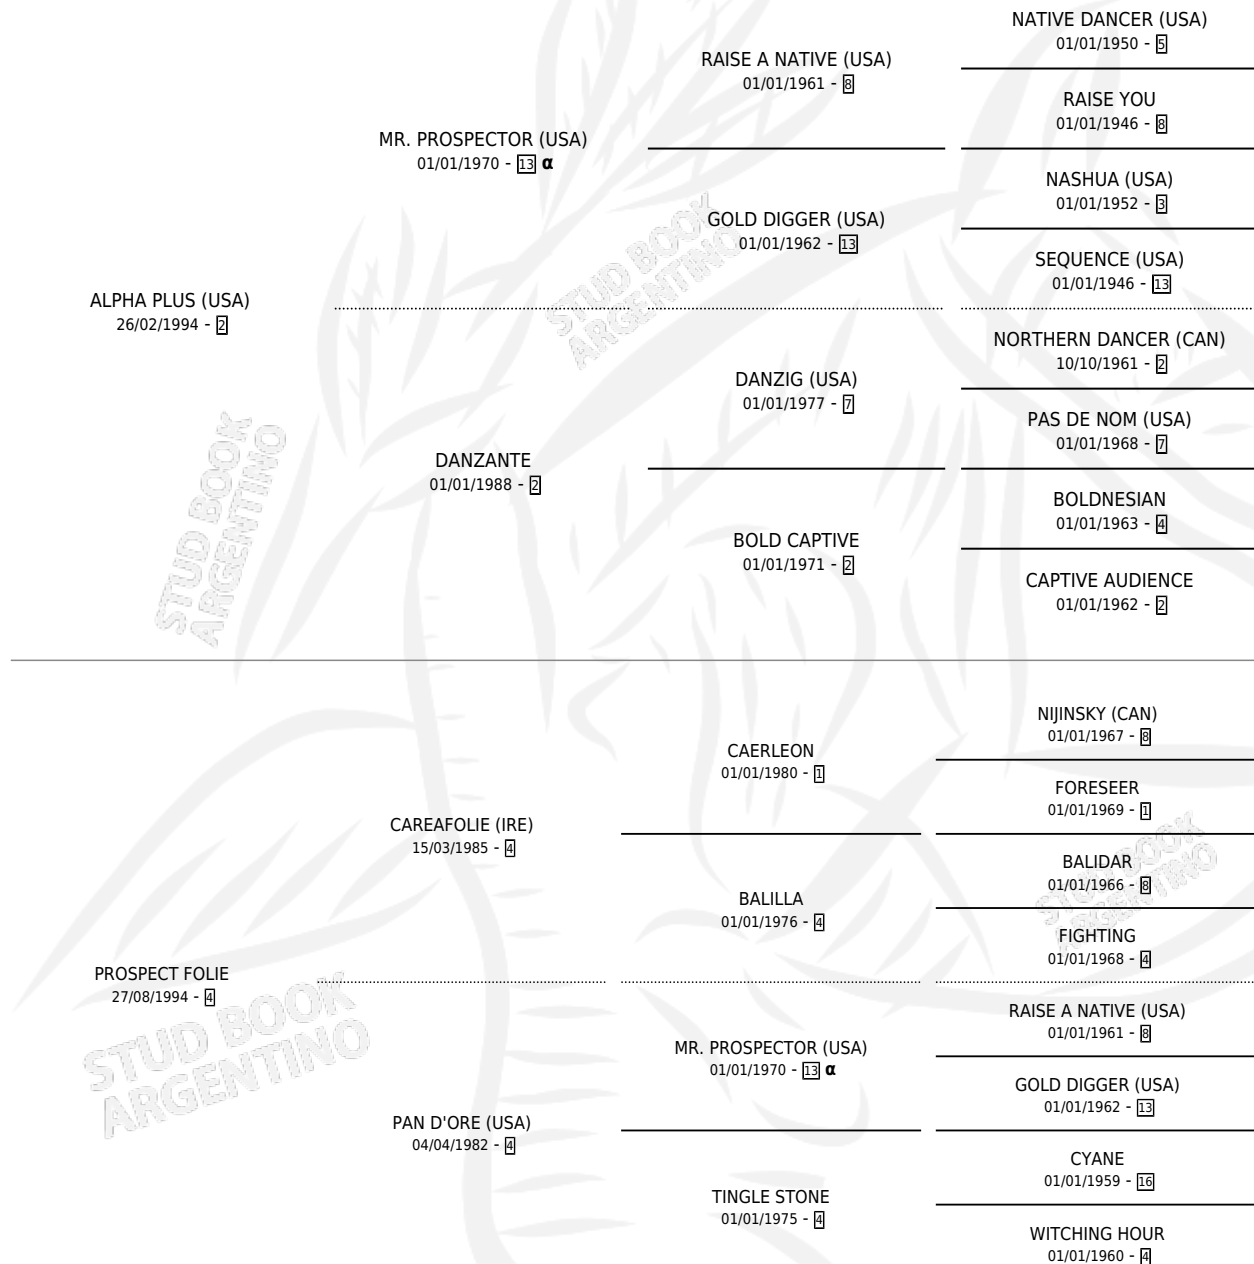 NATIVE DANCER (USA)
01/01/1950 - 5
RAISE A NATIVE (USA)
01/01/1961 - 8
RAISE YOU
01/01/1946 - 8
MR. PROSPECTOR (USA)
01/01/1970 - 13 α
NASHUA (USA)
01/01/1952 - 3
GOLD DIGGER (USA)
01/01/1962 - 13
SEQUENCE (USA)
01/01/1946 - 13
ALPHA PLUS (USA)
26/02/1994 - 2
NORTHERN DANCER (CAN)
10/10/1961 - 2
DANZIG (USA)
01/01/1977 - 7
PAS DE NOM (USA)
01/01/1968 - 7
DANZANTE
01/01/1988 - 2
BOLDNESIAN
01/01/1963 - 4
BOLD CAPTIVE
01/01/1971 - 2
CAPTIVE AUDIENCE
01/01/1962 - 2
NIJINSKY (CAN)
01/01/1967 - 8
CAERLEON
01/01/1980 - 1
FORESEER
01/01/1969 - 1
CAREAFOLIE (IRE)
15/03/1985 - 4
BALIDAR
01/01/1966 - 8
BALILLA
01/01/1976 - 4
FIGHTING
01/01/1968 - 4
PROSPECT FOLIE
27/08/1994 - 4
RAISE A NATIVE (USA)
01/01/1961 - 8
MR. PROSPECTOR (USA)
01/01/1970 - 13 α
GOLD DIGGER (USA)
01/01/1962 - 13
PAN D'ORE (USA)
04/04/1982 - 4
CYANE
01/01/1959 - 16
TINGLE STONE
01/01/1975 - 4
WITCHING HOUR
01/01/1960 - 4
STUD BOOK
ARGENTINO
STUD BOOK
ARGENTINO
STUD BOOK
ARGENTINO
STUD BOOK
ARGENTINO